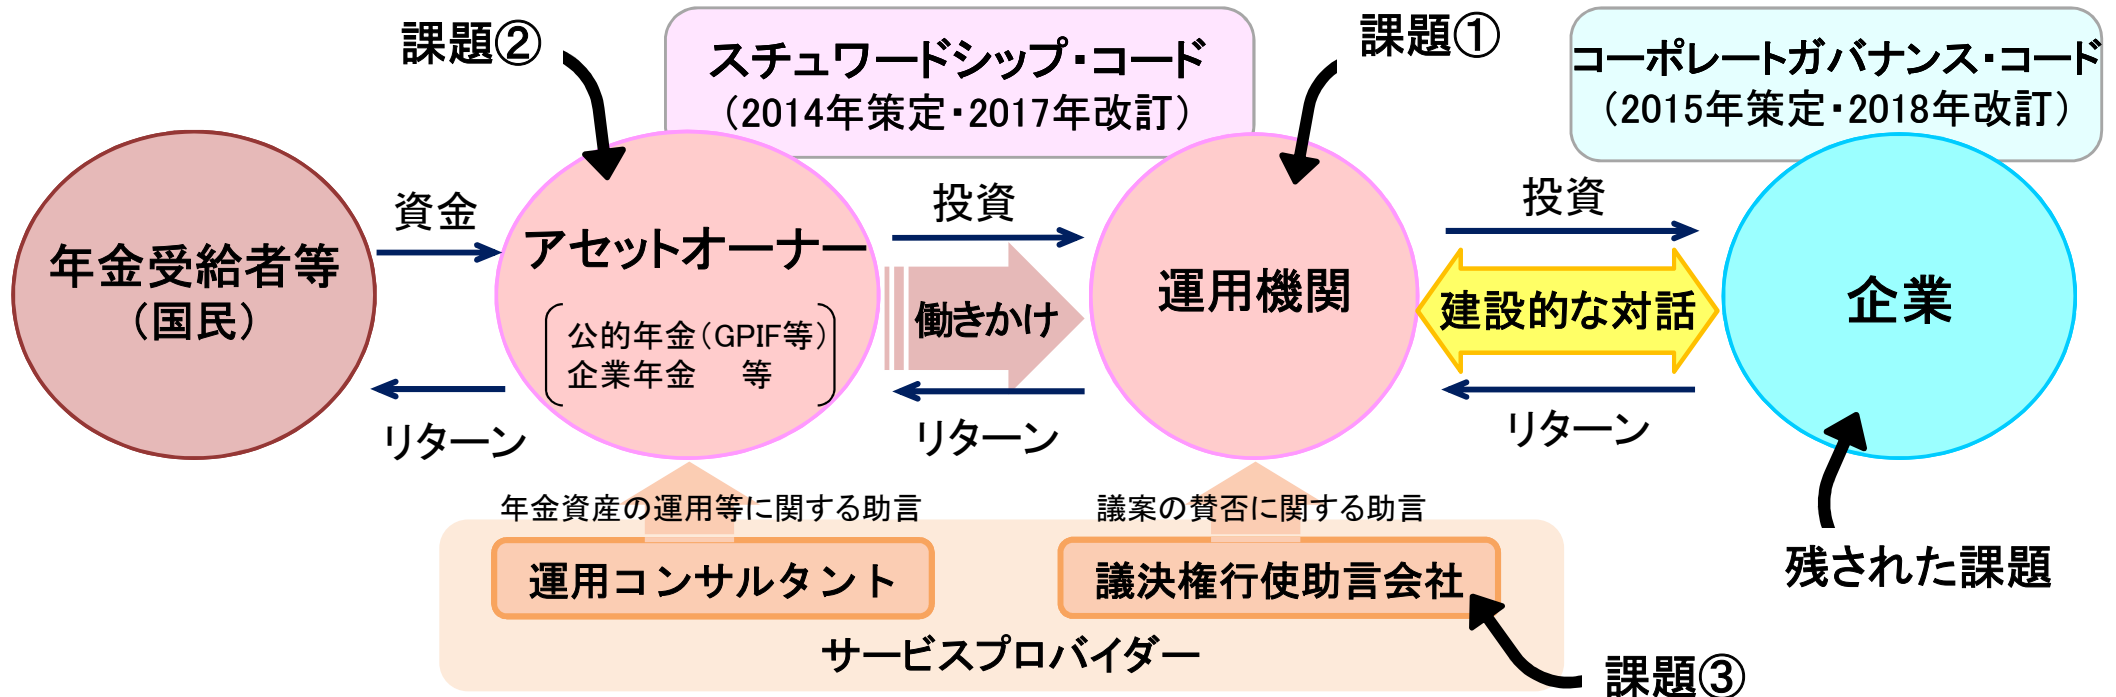 課題②
スチュワードシップ・コード
（2014年策定・2017年改訂）
課題①
コーポレートガバナンス・コード
（2015年策定・2018年改訂）
年金受給者等
（国民）
資金
リターン
アセットオーナー
公的年金（GPIF等）
企業年金　等
投資
働きかけ
リターン
運用機関
投資
建設的な対話
リターン
企業
年金資産の運用等に関する助言
議案の賛否に関する助言
運用コンサルタント
議決権行使助言会社
サービスプロバイダー
残された課題
課題③